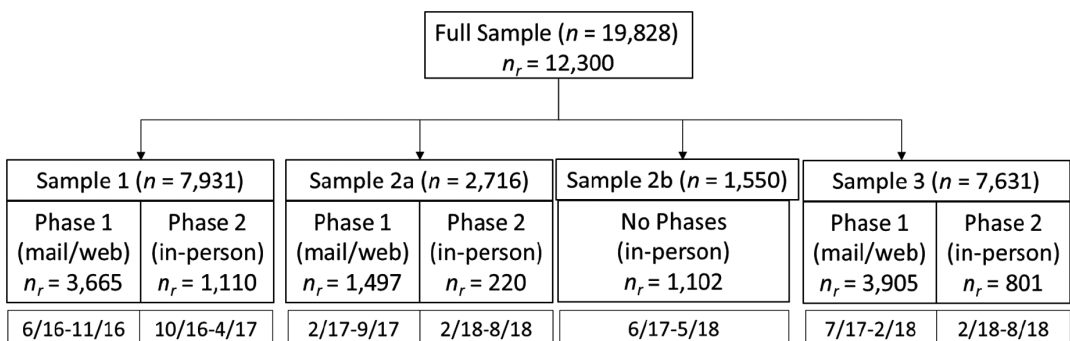 Full Sample (n = 19,828)
nr = 12,300
Sample 1 (n = 7,931)
Phase 1
(mail/web)
nr = 3,665
Phase 2
(in-person)
nr = 1,110
6/16-11/16
10/16-4/17
Sample 2a (n = 2,716)
Phase 1
(mail/web)
nr = 1,497
Phase 2
(in-person)
nr = 220
2/17-9/17
2/18-8/18
Sample 2b (n = 1,550)
No Phases
(in-person)
nr = 1,102
6/17-5/18
Sample 3 (n = 7,631)
Phase 1
(mail/web)
nr = 3,905
Phase 2
(in-person)
nr = 801
7/17-2/18
2/18-8/18